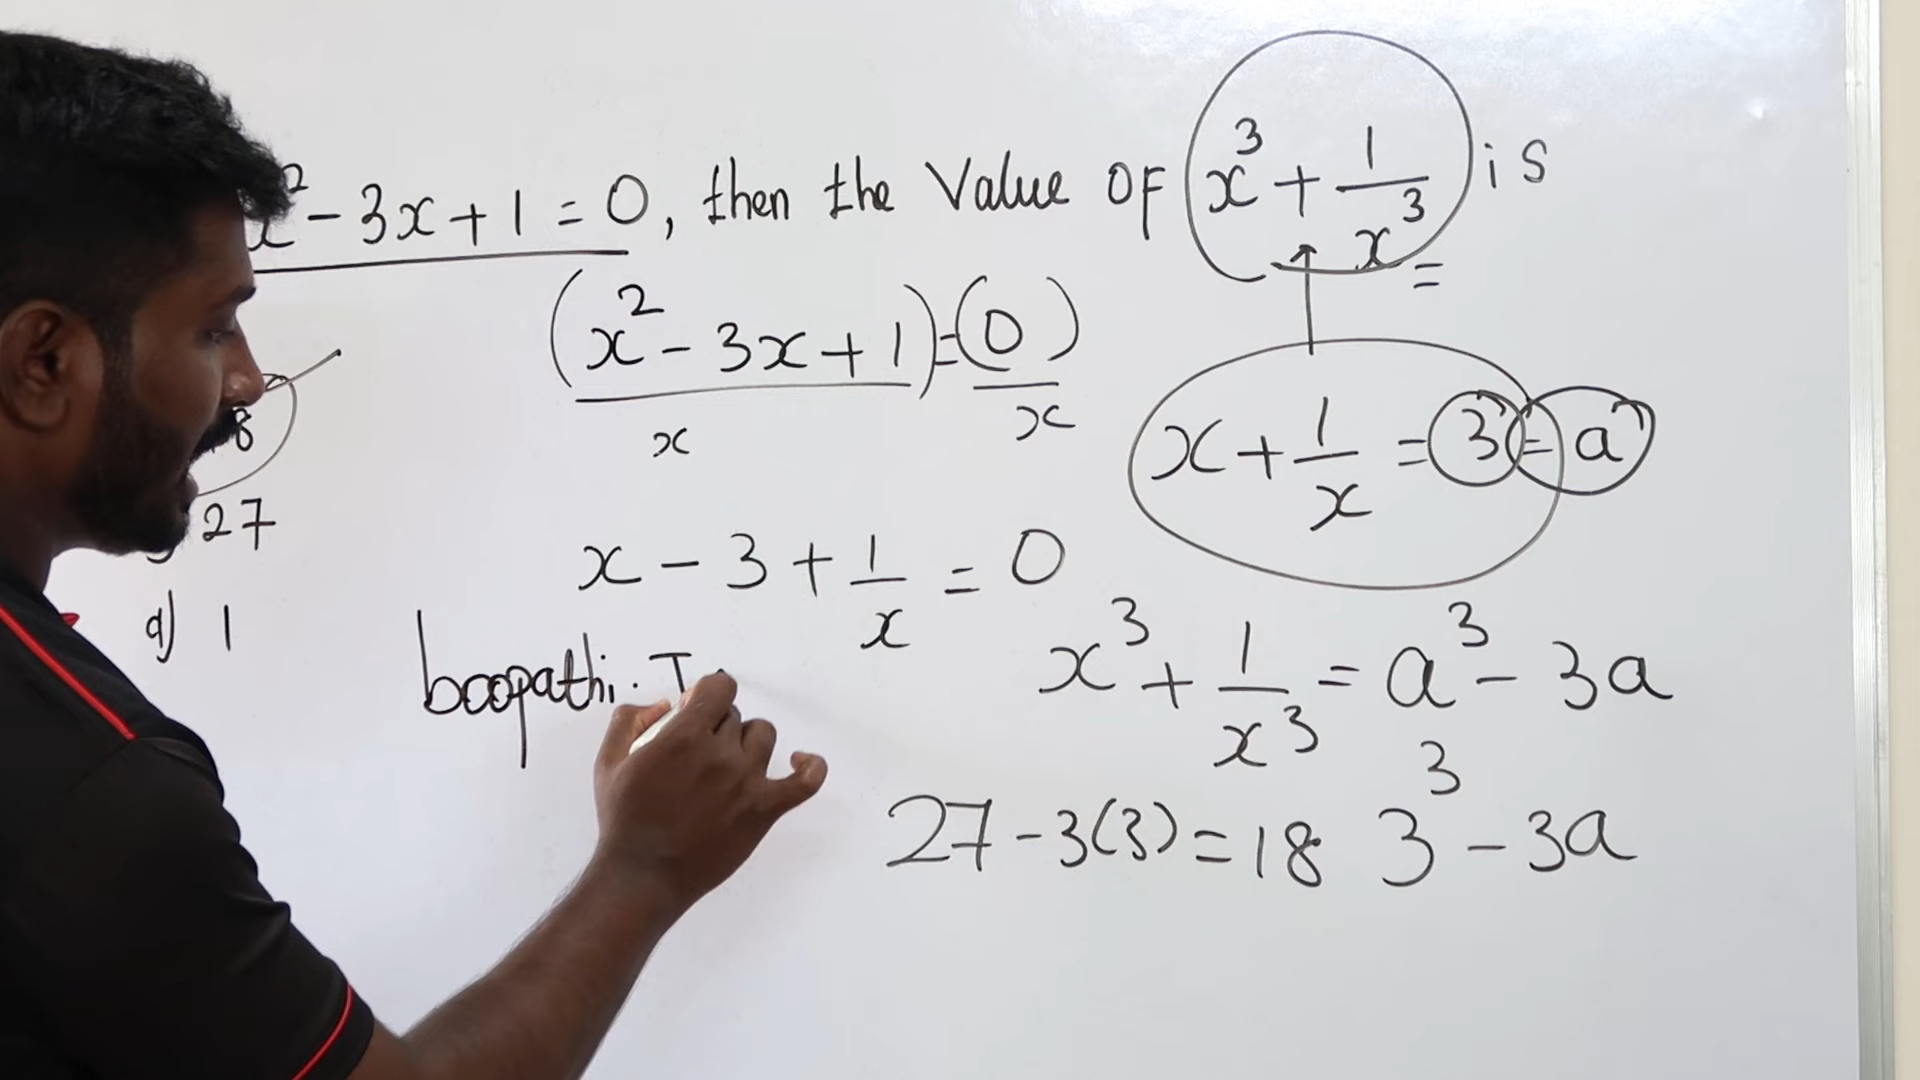 x² - 3x + 1 = 0, then the Value OF x³ + 1/x³ is
(x² - 3x + 1)/x = (0)/x
x + 1/x = 3 = a
8
27
x - 3 + 1/x = 0
d) 1
boopathi.
x³ + 1/x³ = a³ - 3a
27 - 3(3) = 18
3³ - 3a